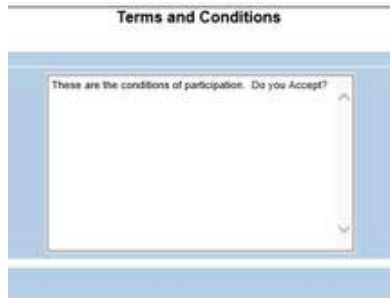 Terms and Conditions
These are the conditions of participation. Do you Accept?